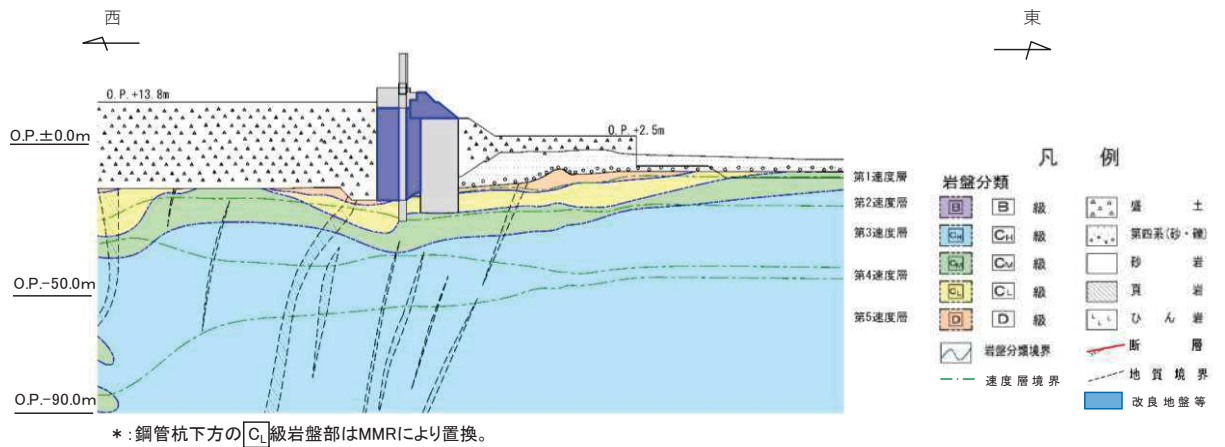 西
東
O.P.+13.8m
O.P.±0.0m
O.P.+2.5m
O.P.-50.0m
O.P.-90.0m
第1速度層
第2速度層
第3速度層
第4速度層
第5速度層
凡 例
岩盤分類
B B 級
CH CH 級
CM CM 級
CL CL 級
D D 級
岩盤分類境界
速度層境界
盛 土
第四系(砂・礫)
砂 岩
頁 岩
ひ ん 岩
断 層
地 質 境 界
改 良 地 盤 等
*:鋼管杭下方のCL級岩盤部はMMRにより置換。